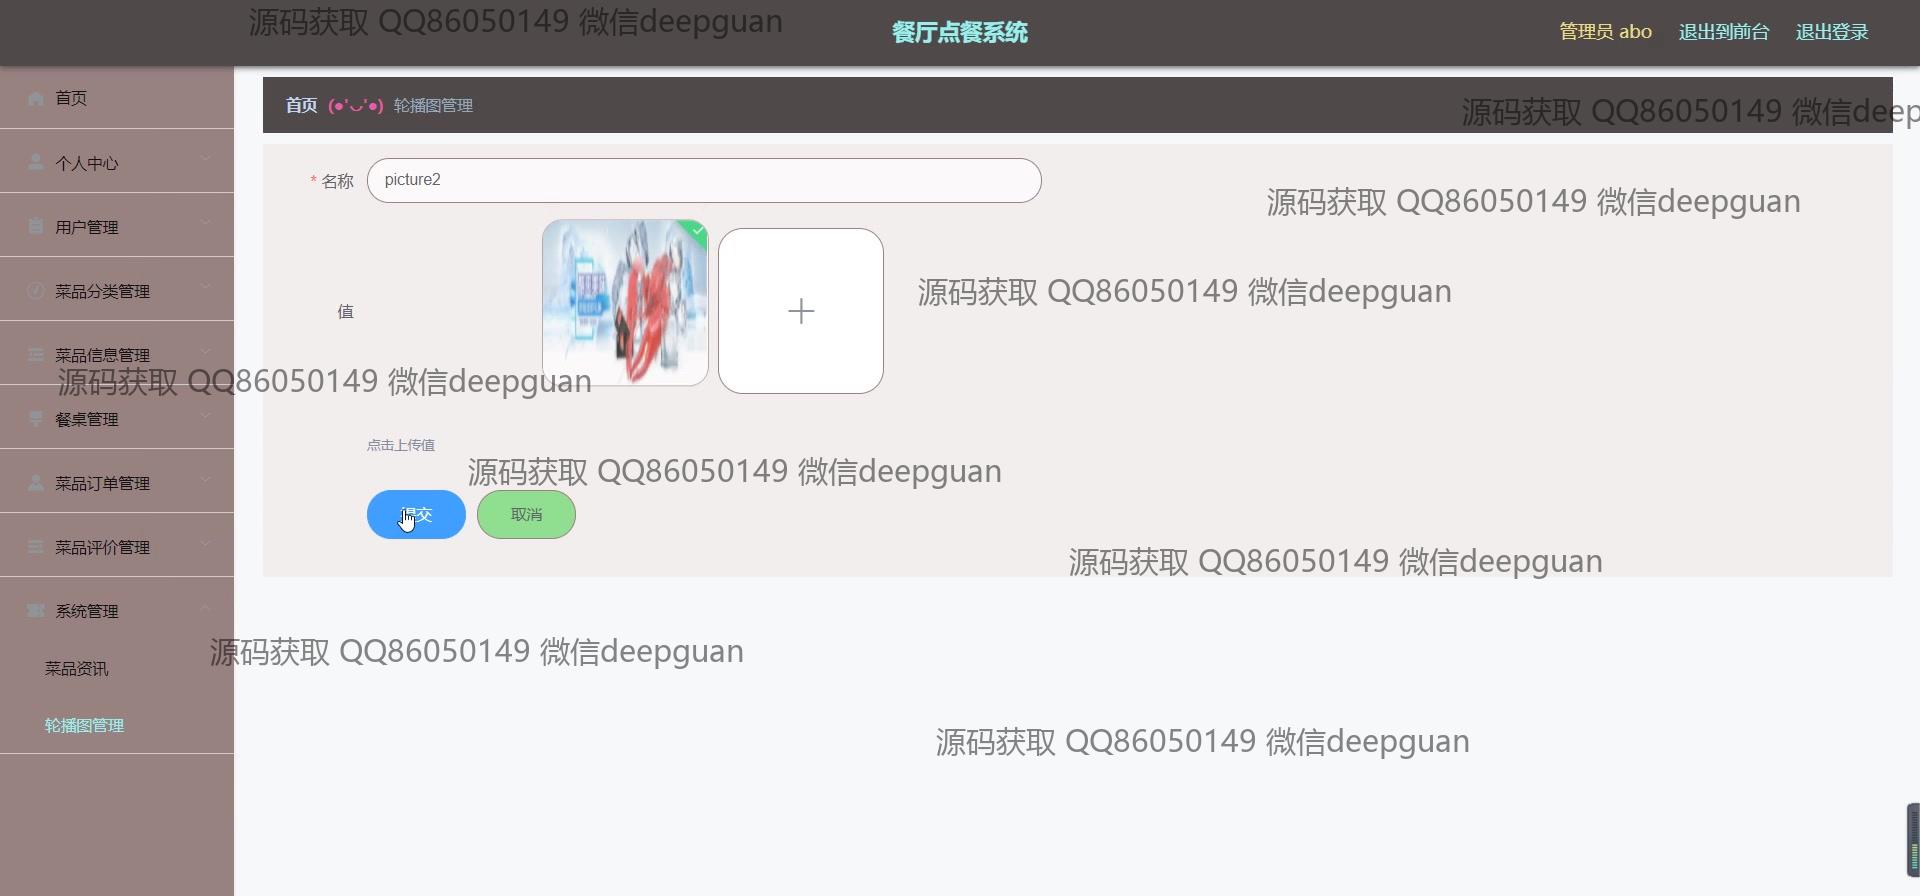 源码获取 QQ86050149 微信deepguan
餐厅点餐系统
管理员 abo
退出到前台
退出登录
首页
个人中心
用户管理
菜品分类管理
菜品信息管理
餐桌管理
菜品订单管理
菜品评价管理
系统管理
菜品资讯
轮播图管理
首页 (●'◡'●) 轮播图管理
源码获取 QQ86050149 微信deep
* 名称
picture2
源码获取 QQ86050149 微信deepguan
值
源码获取 QQ86050149 微信deepguan
源码获取 QQ86050149 微信deepguan
点击上传值
源码获取 QQ86050149 微信deepguan
提交
取消
源码获取 QQ86050149 微信deepguan
源码获取 QQ86050149 微信deepguan
源码获取 QQ86050149 微信deepguan